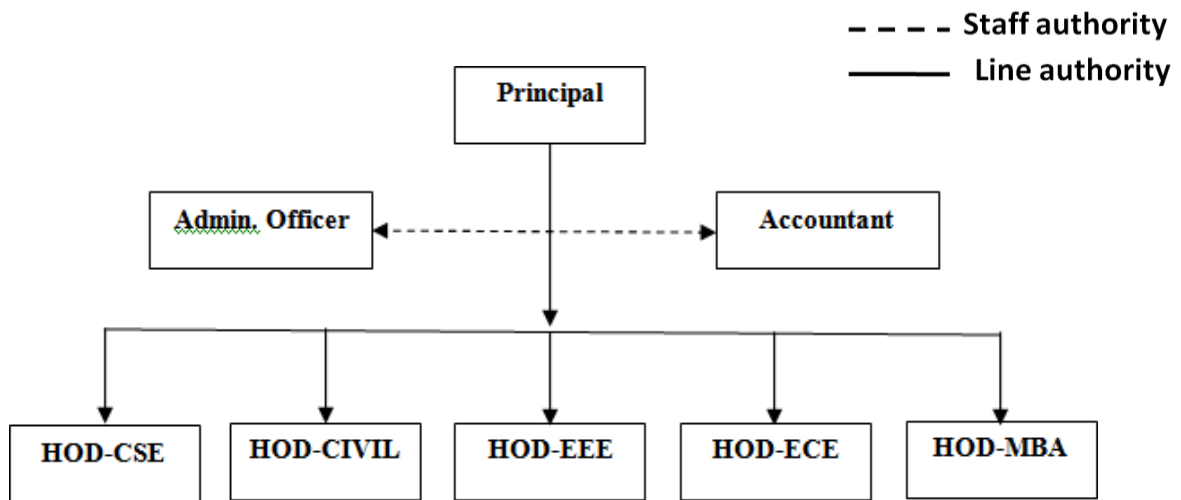 Staff authority
Line authority
Principal
Admin. Officer
Accountant
HOD-CSE
HOD-CIVIL
HOD-EEE
HOD-ECE
HOD-MBA